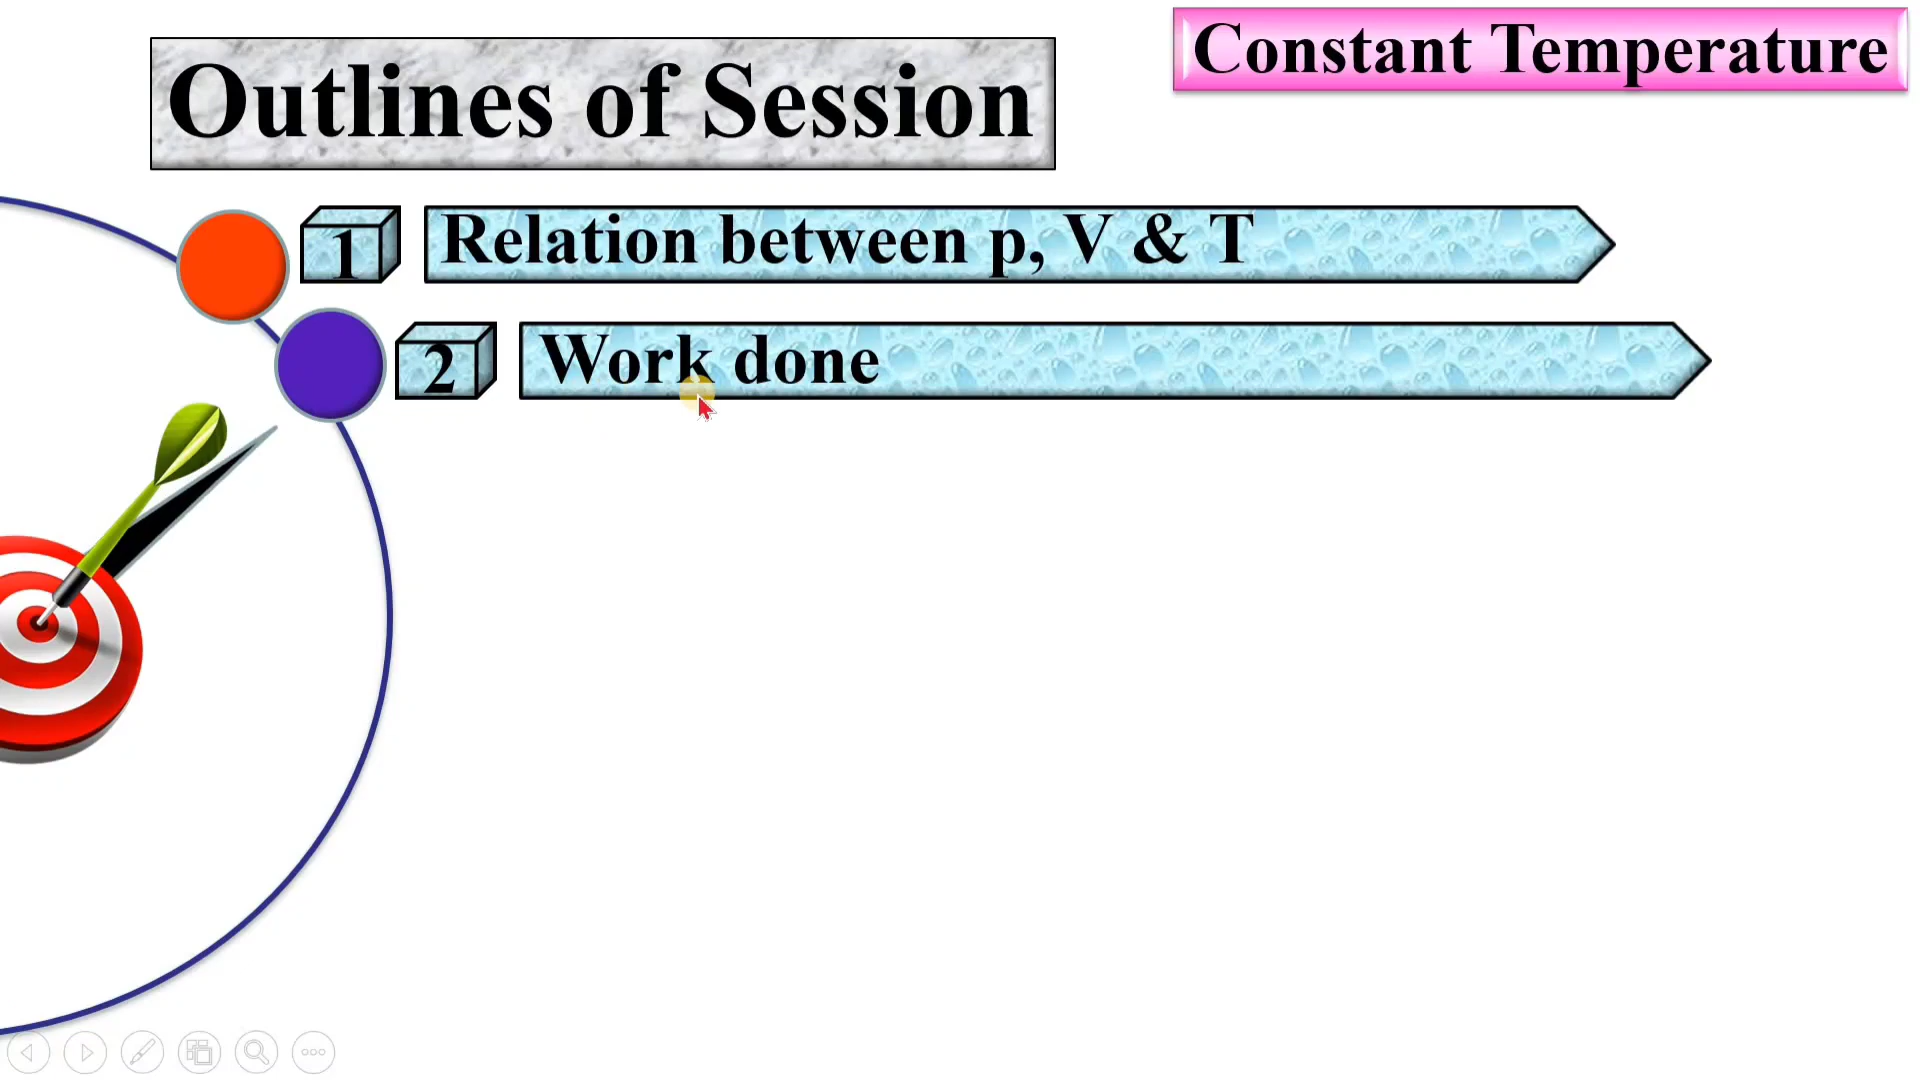 Constant Temperature
Outlines of Session
1 Relation between p, V & T
2 Work done